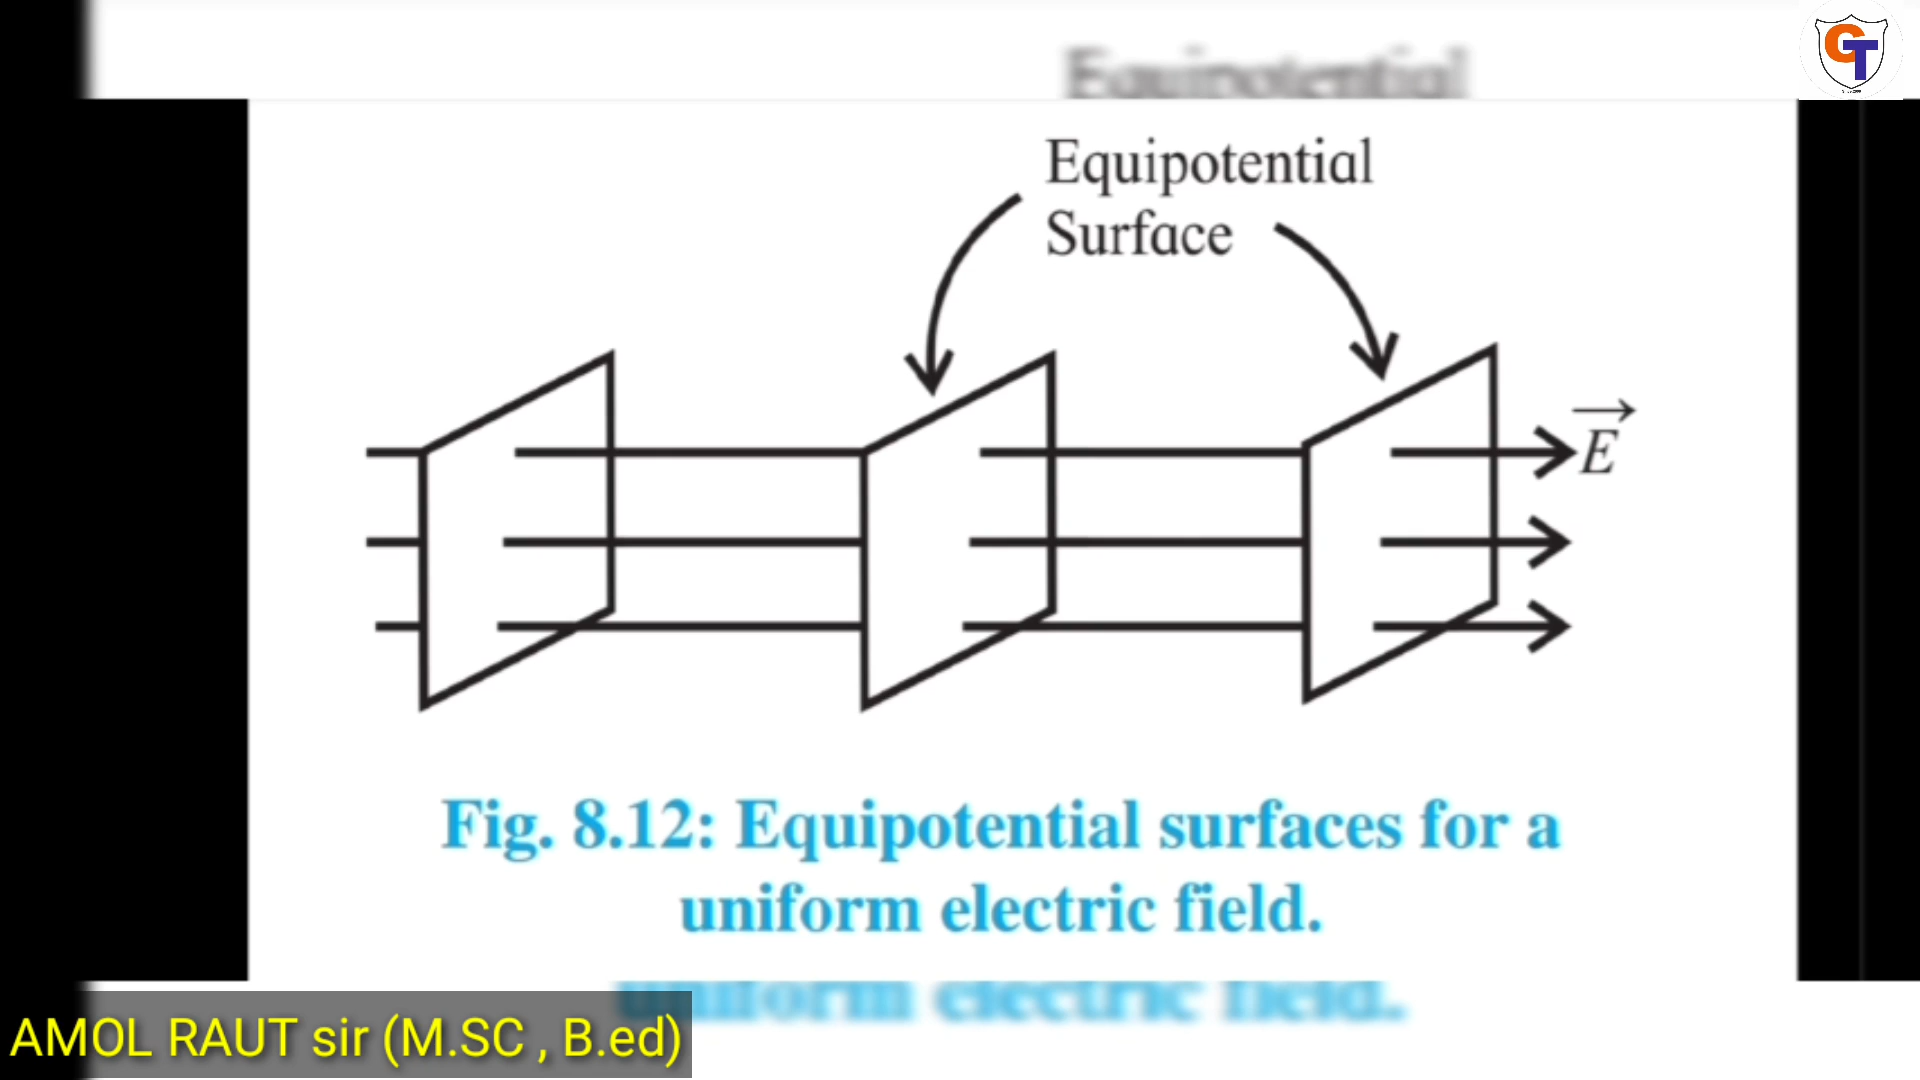 GT
Equipotential
Equipotential
Surface
E
Fig. 8.12: Equipotential surfaces for a
uniform electric field.
uniform electric field.
AMOL RAUT sir (M.SC , B.ed)